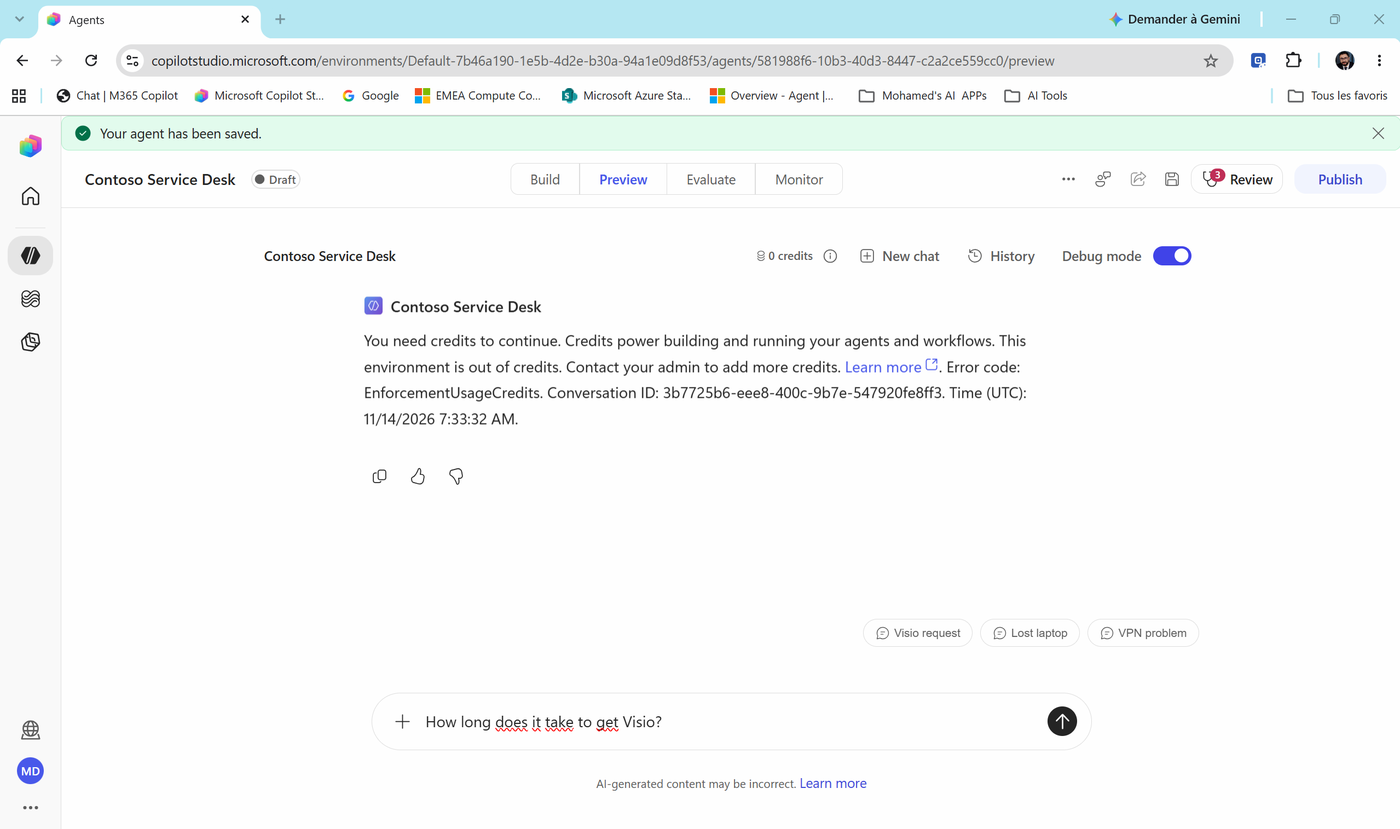 Agents
Demander à Gemini
copilotstudio.microsoft.com/environments/Default-7b46a190-1e5b-4d2e-b30a-94a1e09d8f53/agents/581988f6-10b3-40d3-8447-c2a2ce559cc0/preview
Chat | M365 Copilot
Microsoft Copilot St...
Google
EMEA Compute Co...
Microsoft Azure Sta...
Overview - Agent |...
Mohamed's AI APPs
AI Tools
Tous les favoris
Your agent has been saved.
Contoso Service Desk
Draft
Build
Preview
Evaluate
Monitor
3
Review
Publish
Contoso Service Desk
0 credits
New chat
History
Debug mode
Contoso Service Desk
You need credits to continue. Credits power building and running your agents and workflows. This
environment is out of credits. Contact your admin to add more credits. Learn more. Error code:
EnforcementUsageCredits. Conversation ID: 3b7725b6-eee8-400c-9b7e-547920fe8ff3. Time (UTC):
11/14/2026 7:33:32 AM.
Visio request
Lost laptop
VPN problem
How long does it take to get Visio?
MD
AI-generated content may be incorrect. Learn more